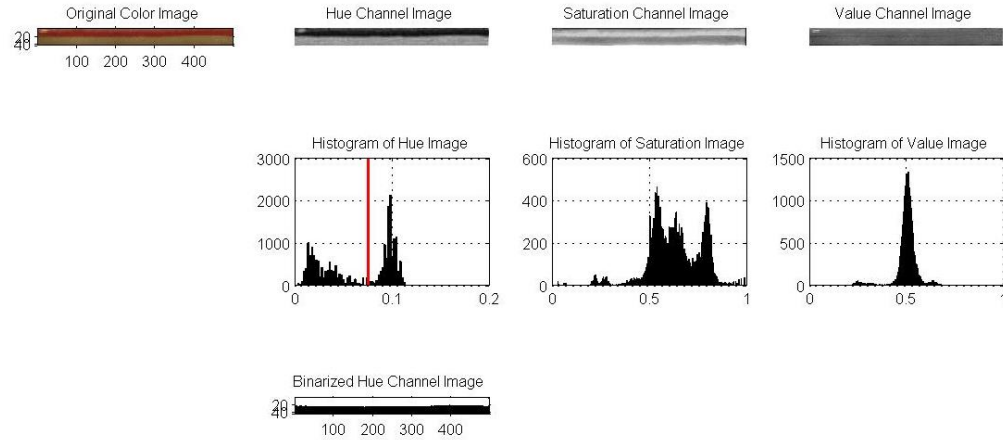 Original Color Image
Hue Channel Image
Saturation Channel Image
Value Channel Image
20
40
100 200 300 400
Histogram of Hue Image
Histogram of Saturation Image
Histogram of Value Image
3000
2000
1000
0
0 0.1 0.2
600
400
200
0
0 0.5 1
1500
1000
500
0
0 0.5 1
Binarized Hue Channel Image
20
40
100 200 300 400